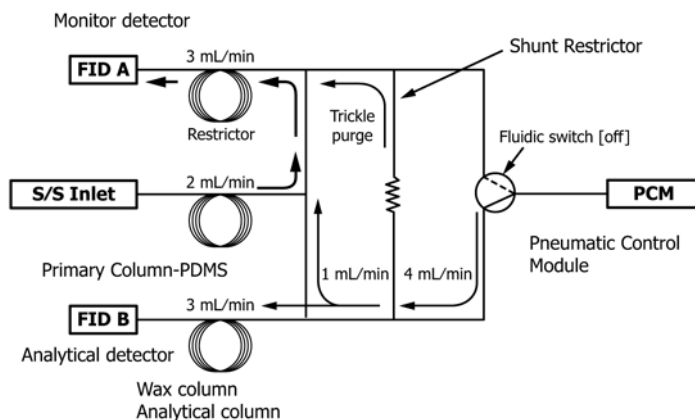 Monitor detector
3 mL/min
FID A
Restrictor
Trickle
purge
Shunt Restrictor
Fluidic switch [off]
S/S Inlet
2 mL/min
PCM
Primary Column-PDMS
Pneumatic Control
Module
1 mL/min
4 mL/min
3 mL/min
FID B
Analytical detector
Wax column
Analytical column